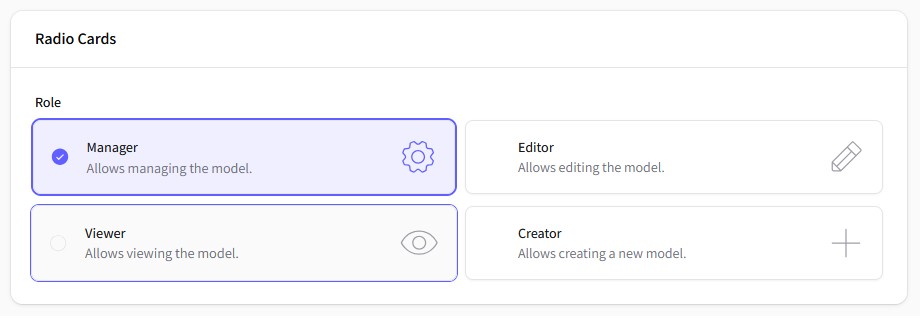 Radio Cards
Role
Manager
Allows managing the model.
Editor
Allows editing the model.
Viewer
Allows viewing the model.
Creator
Allows creating a new model.